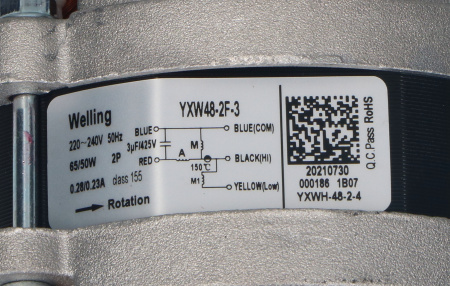 Welling
220~240V 50Hz
65/50W 2P
0.28/0.23A class 155
Rotation
YXW48-2F-3
BLUE
3μF/425V
RED
A
M
150℃
M1
BLUE(COM)
BLACK(HI)
YELLOW(Low)
20210730
000186 1B07
YXWH-48-2-4
Q.C.Pass RoHS